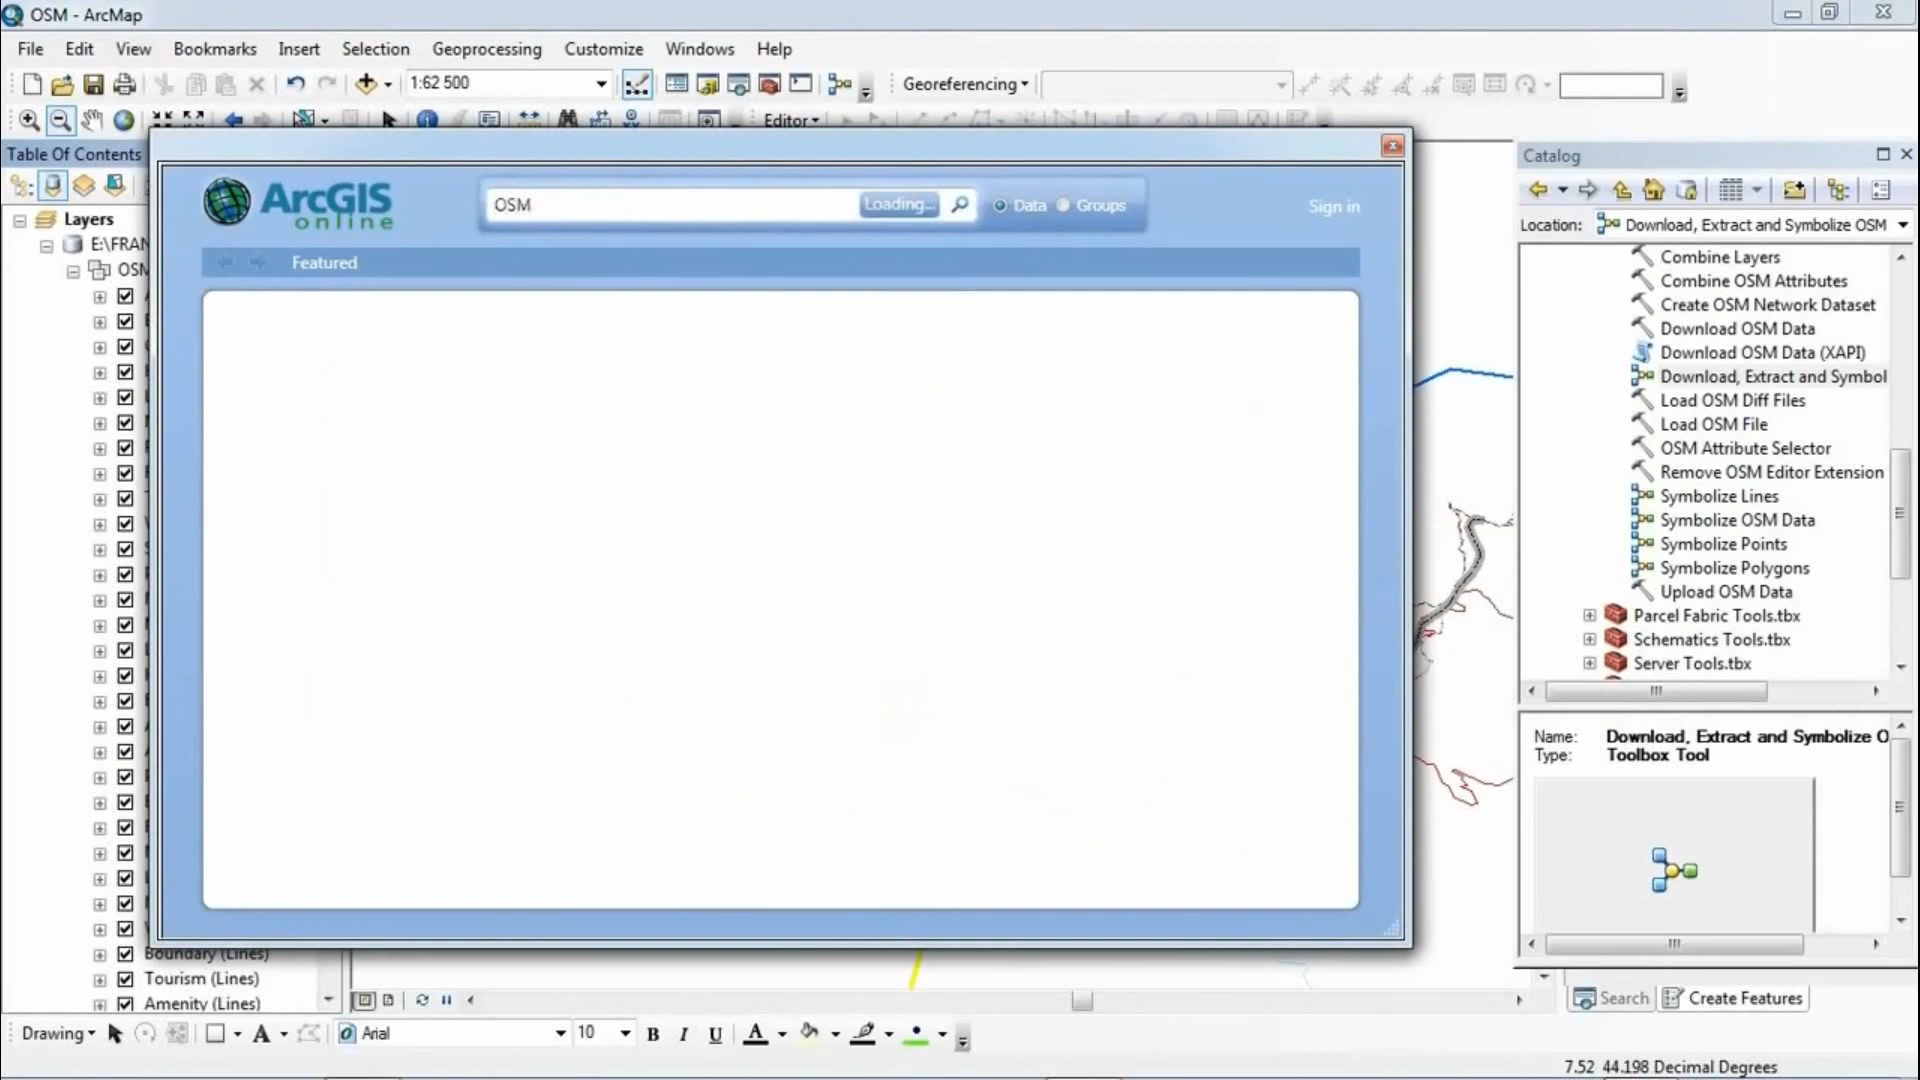 OSM - ArcMap
File Edit View Bookmarks Insert Selection Geoprocessing Customize Windows Help
1:62 500 Georeferencing
Editor
Table Of Contents
Layers
E:\FRAN
OSM
ArcGIS online
OSM Loading... Data Groups
Sign in
Featured
Boundary (Lines)
Tourism (Lines)
Amenity (Lines)
Catalog
Location: Download, Extract and Symbolize OSM
Combine Layers
Combine OSM Attributes
Create OSM Network Dataset
Download OSM Data
Download OSM Data (XAPI)
Download, Extract and Symbol
Load OSM Diff Files
Load OSM File
OSM Attribute Selector
Remove OSM Editor Extension
Symbolize Lines
Symbolize OSM Data
Symbolize Points
Symbolize Polygons
Upload OSM Data
Parcel Fabric Tools.tbx
Schematics Tools.tbx
Server Tools.tbx
Name: Download, Extract and Symbolize O
Type: Toolbox Tool
Search Create Features
Drawing A Arial 10 B I U A
7.52 44.198 Decimal Degrees